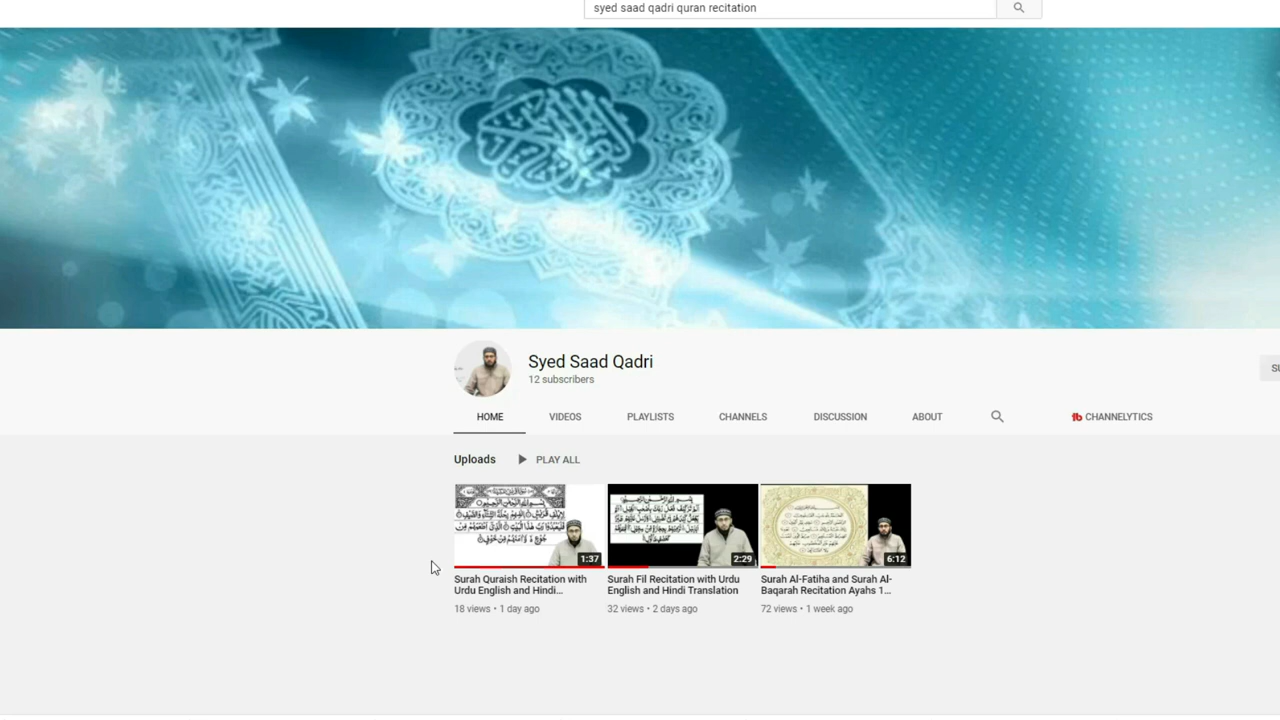 syed saad qadri quran recitation
Syed Saad Qadri
12 subscribers
HOME VIDEOS PLAYLISTS CHANNELS DISCUSSION ABOUT CHANNELYTICS
Uploads PLAY ALL
1:37 2:29 6:12
Surah Quraish Recitation with
Urdu English and Hindi...
18 views • 1 day ago
Surah Fil Recitation with Urdu
English and Hindi Translation
32 views • 2 days ago
Surah Al-Fatiha and Surah Al-
Baqarah Recitation Ayahs 1...
72 views • 1 week ago